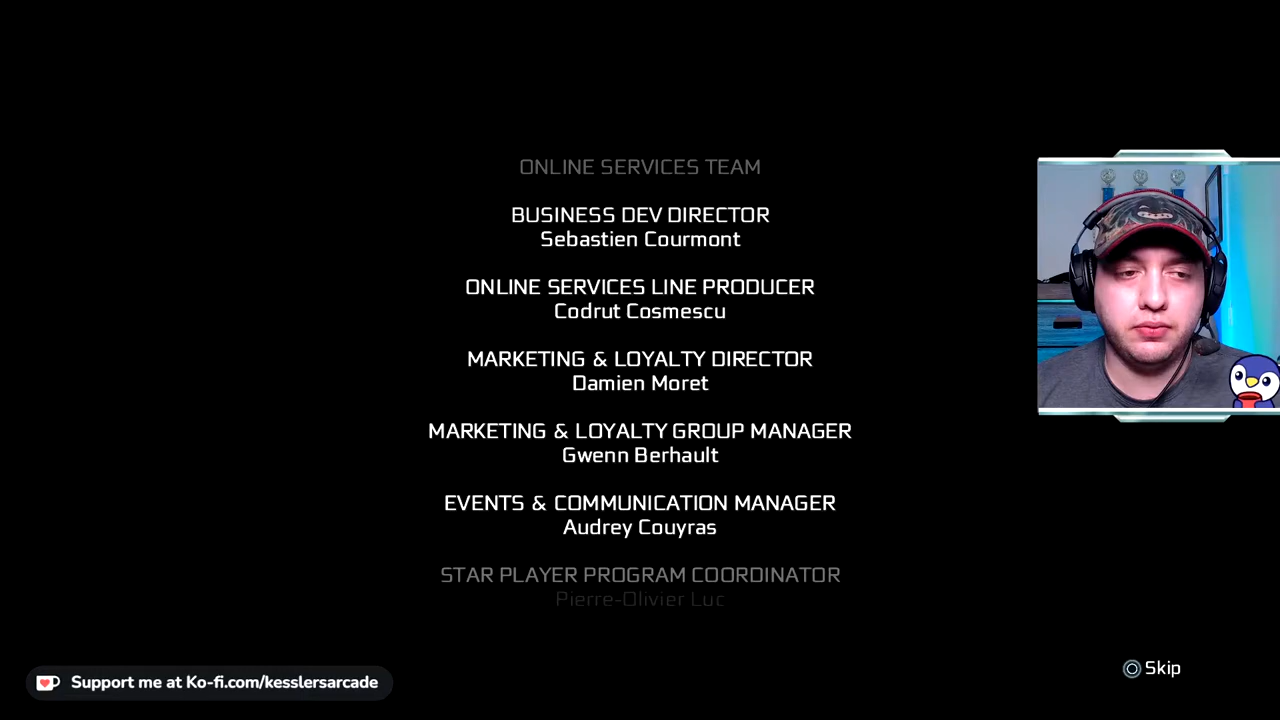 ONLINE SERVICES TEAM
BUSINESS DEV DIRECTOR
Sebastien Courmont
ONLINE SERVICES LINE PRODUCER
Codrut Cosmescu
MARKETING & LOYALTY DIRECTOR
Damien Moret
MARKETING & LOYALTY GROUP MANAGER
Gwenn Berhault
EVENTS & COMMUNICATION MANAGER
Audrey Couyras
STAR PLAYER PROGRAM COORDINATOR
Pierre-Olivier Luc
Skip
Support me at Ko-fi.com/kesslersarcade